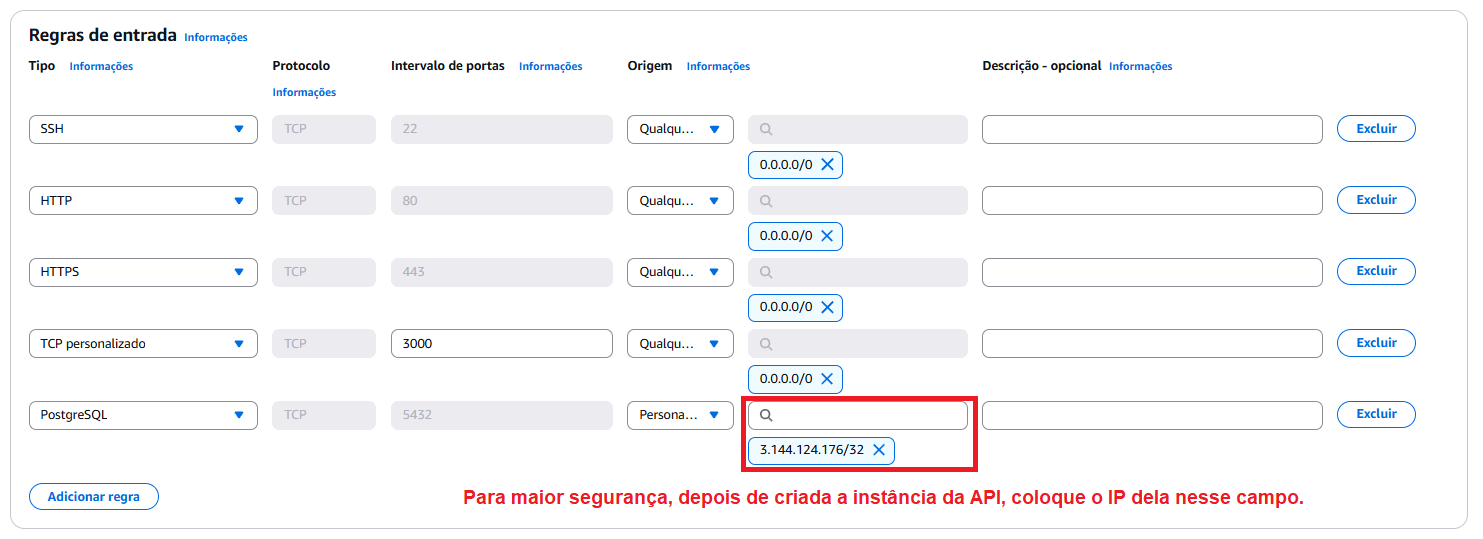 Regras de entrada Informações
Tipo Informações Protocolo Intervalo de portas Informações Origem Informações Descrição - opcional Informações
Informações
SSH TCP 22 Qualqu... Excluir
0.0.0.0/0
HTTP TCP 80 Qualqu... Excluir
0.0.0.0/0
HTTPS TCP 443 Qualqu... Excluir
0.0.0.0/0
TCP personalizado TCP 3000 Qualqu... Excluir
0.0.0.0/0
PostgreSQL TCP 5432 Persona... Excluir
3.144.124.176/32
Adicionar regra Para maior segurança, depois de criada a instância da API, coloque o IP dela nesse campo.